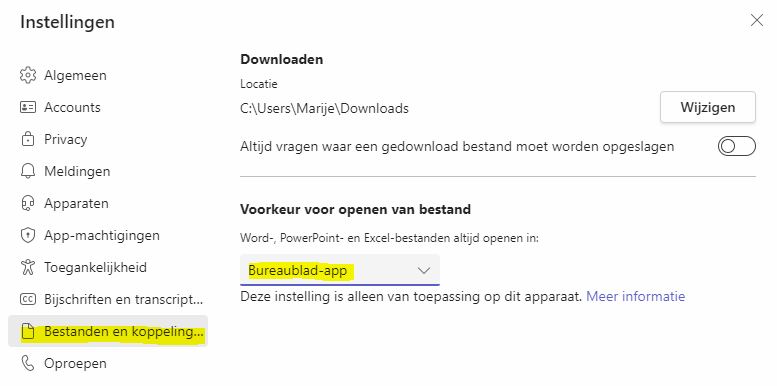 Instellingen
Algemeen
Accounts
Privacy
Meldingen
Apparaten
App-machtigingen
Toegankelijkheid
Bijschriften en transcript...
Bestanden en koppeling...
Oproepen
Downloaden
Locatie
C:\Users\Marije\Downloads
Wijzigen
Altijd vragen waar een gedownload bestand moet worden opgeslagen
Voorkeur voor openen van bestand
Word-, PowerPoint- en Excel-bestanden altijd openen in:
Bureaublad-app
Deze instelling is alleen van toepassing op dit apparaat. Meer informatie